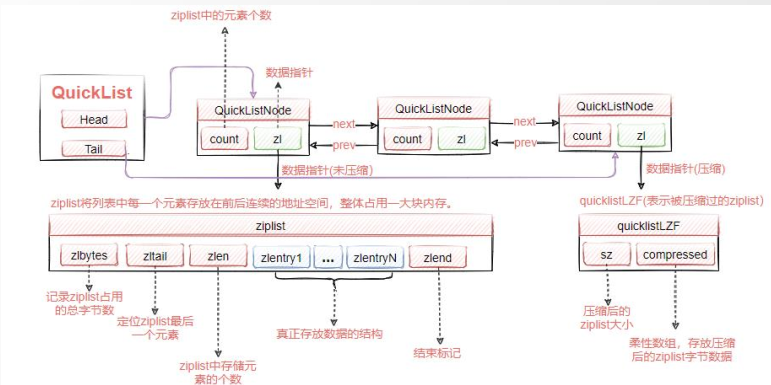 ziplist中的元素个数
数据指针
QuickList
Head
Tail
QuickListNode
count
zl
next
prev
QuickListNode
count
zl
next
prev
QuickListNode
count
zl
数据指针(未压缩)
数据指针(压缩)
ziplist将列表中每一个元素存放在前后连续的地址空间，整体占用一大块内存。
quicklistLZF(表示被压缩过的ziplist)
ziplist
zlbytes
zltail
zlen
zlentry1
...
zlentryN
zlend
quicklistLZF
sz
compressed
记录ziplist占用
的总字节数
定位ziplist最后
一个元素
ziplist中存储元
素的个数
真正存放数据的结构
结束标记
压缩后的
ziplist大小
柔性数组，存放压缩
后的ziplist字节数据